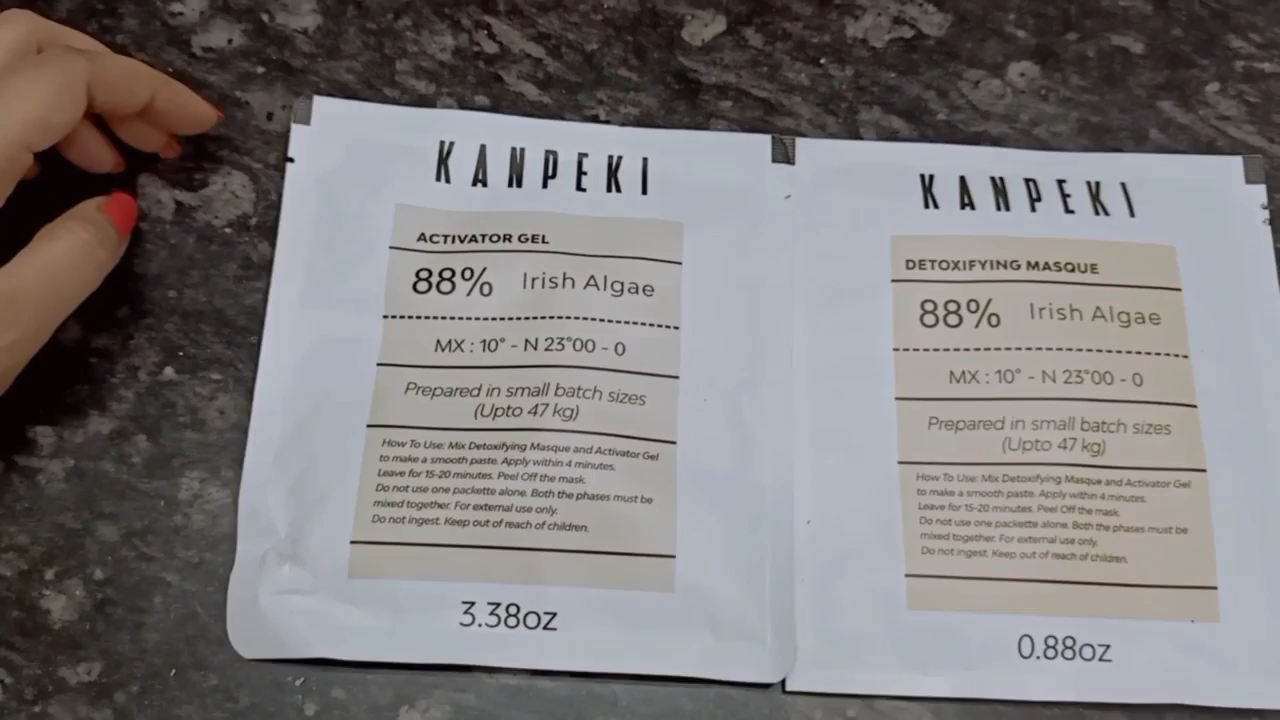 KANPEKI
ACTIVATOR GEL
88% Irish Algae
MX : 10° - N 23°00 - 0
Prepared in small batch sizes
(Upto 47 kg)
How To Use: Mix Detoxifying Masque and Activator Gel
to make a smooth paste. Apply within 4 minutes.
Leave for 15-20 minutes. Peel Off the mask.
Do not use one packette alone. Both the phases must be
mixed together. For external use only.
Do not ingest. Keep out of reach of children.
3.38oz
KANPEKI
DETOXIFYING MASQUE
88% Irish Algae
MX : 10° - N 23°00 - 0
Prepared in small batch sizes
(Upto 47 kg)
How To Use: Mix Detoxifying Masque and Activator Gel
to make a smooth paste. Apply within 4 minutes.
Leave for 15-20 minutes. Peel Off the mask.
Do not use one packette alone. Both the phases must be
mixed together. For external use only.
Do not ingest. Keep out of reach of children.
0.88oz